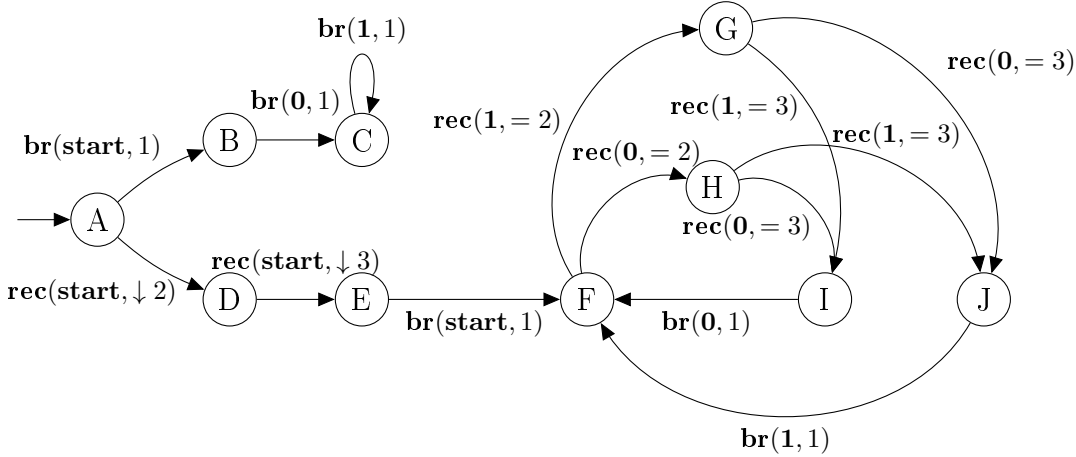 br(1, 1)
br(0, 1)
br(start, 1)
B
C
A
rec(start, ↓ 2)
rec(start, ↓ 3)
D
E
br(start, 1)
G
rec(0, = 3)
rec(1, = 3)
rec(1, = 2)
rec(1, = 3)
rec(0, = 2)
H
rec(0, = 3)
F
I
J
br(0, 1)
br(1, 1)